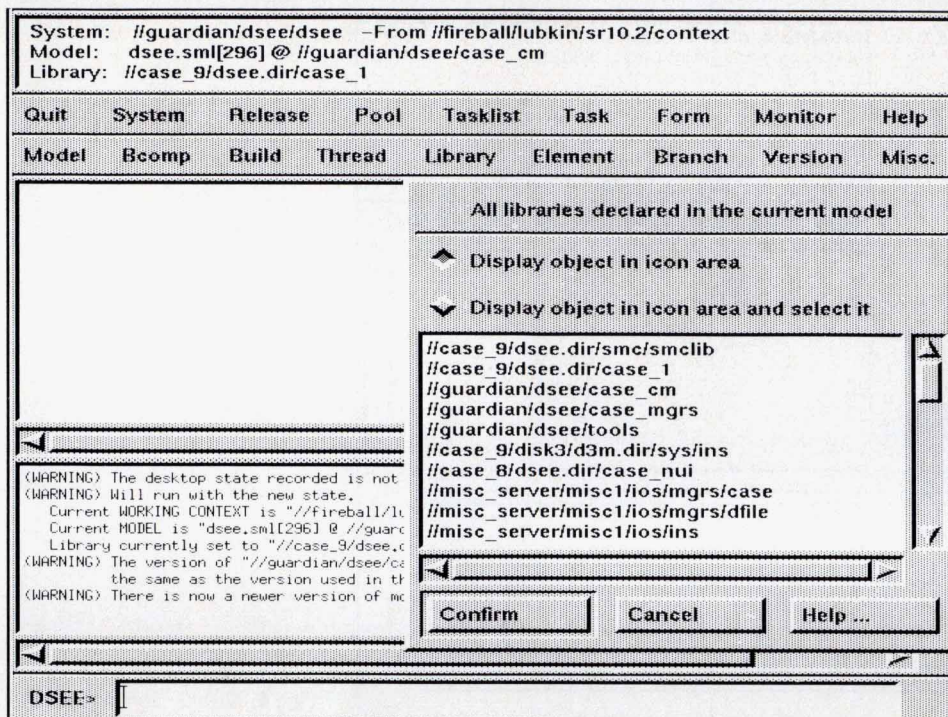 System: //guardian/dsee/dsee -From //fireball/lubkin/sr10.2/context
Model: dsee.sml[296] @ //guardian/dsee/case_cm
Library: //case_9/dsee.dir/case_1
Quit System Release Pool Tasklist Task Form Monitor Help
Model Bcomp Build Thread Library Element Branch Version Misc.
All libraries declared in the current model
Display object in icon area
Display object in icon area and select it
//case_9/dsee.dir/smc/smclib
//case_9/dsee.dir/case_1
//guardian/dsee/case_cm
//guardian/dsee/case_mgrs
//guardian/dsee/tools
//case_9/disk3/d3m.dir/sys/ins
//case_8/dsee.dir/case_nui
//misc_server/misc1/ios/mgrs/case
//misc_server/misc1/ios/mgrs/dfile
//misc_server/misc1/ios/ins
(WARNING) The desktop state recorded is not
(WARNING) Will run with the new state.
Current WORKING CONTEXT is "//fireball/lu
Current MODEL is "dsee.sml[296] @ //guard
Library currently set to "//case_9/dsee.d
(WARNING) The version of "//guardian/dsee/ca
the same as the version used in th
(WARNING) There is now a newer version of mo
Confirm Cancel Help ...
DSEE>